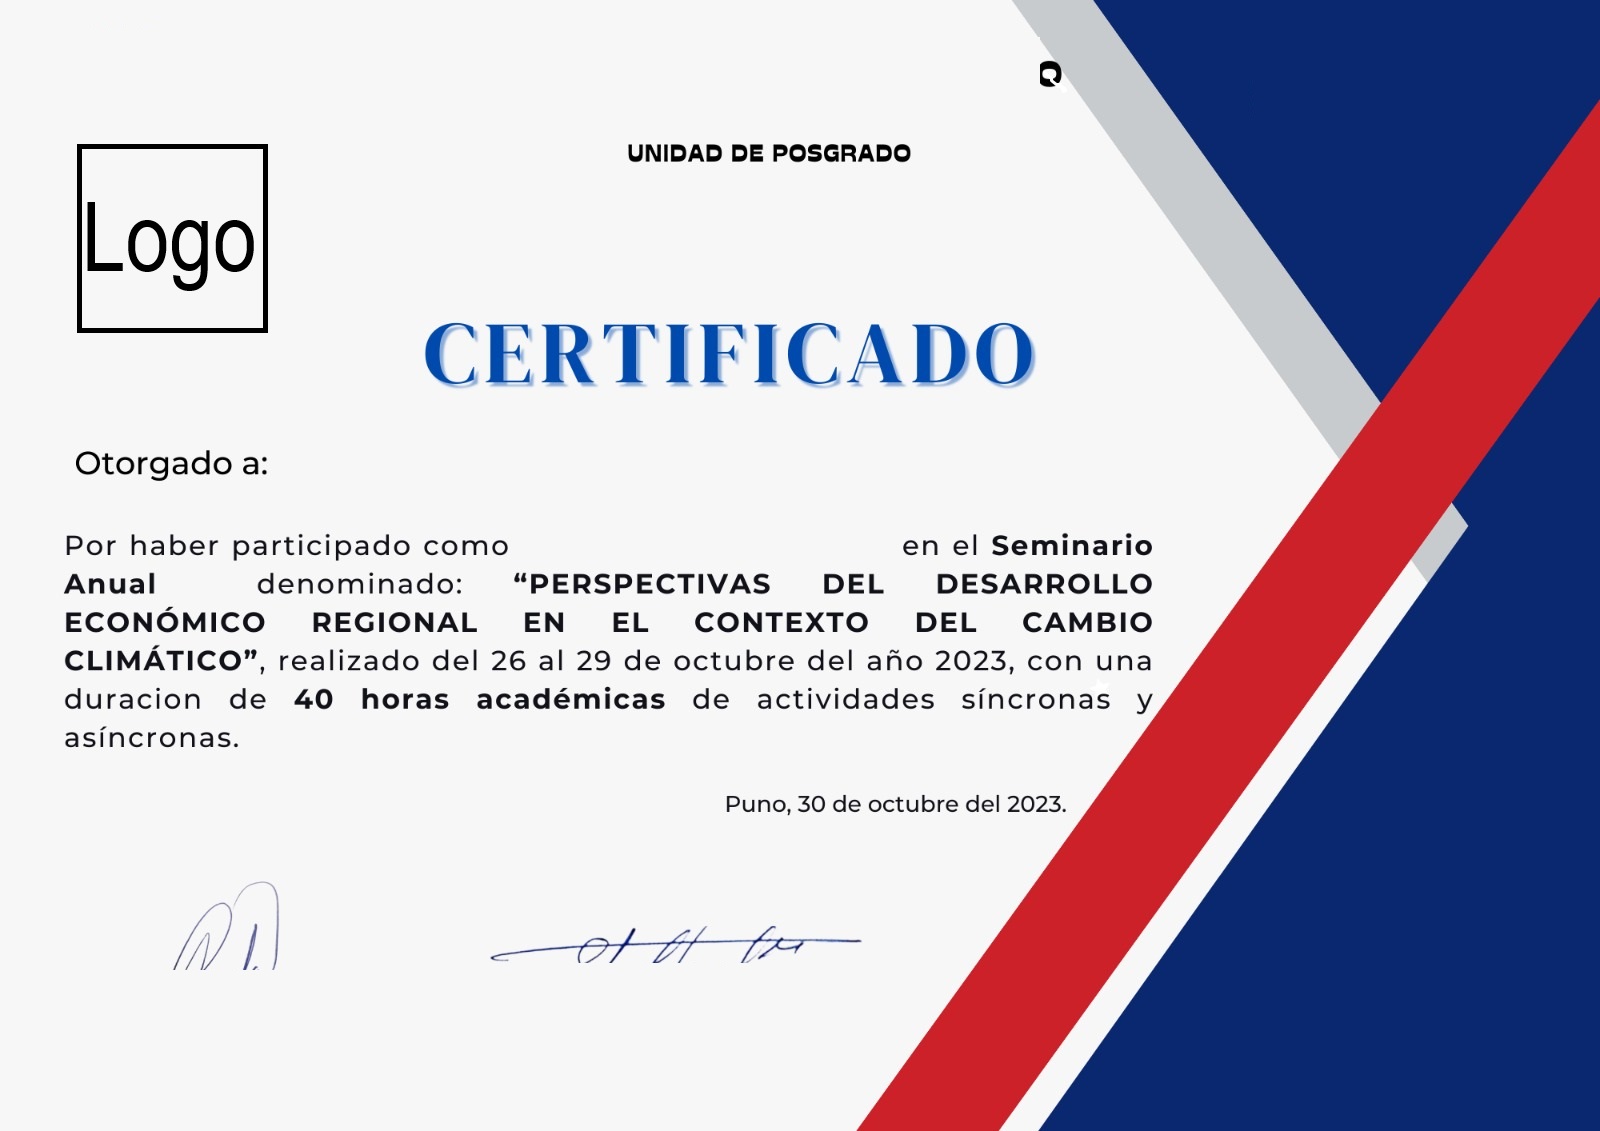 Q
UNIDAD DE POSGRADO
Logo
CERTIFICADO
Otorgado a:
Por haber participado como en el Seminario
Anual denominado: “PERSPECTIVAS DEL DESARROLLO
ECONÓMICO REGIONAL EN EL CONTEXTO DEL CAMBIO
CLIMÁTICO”, realizado del 26 al 29 de octubre del año 2023, con una
duracion de 40 horas académicas de actividades síncronas y
asíncronas.
Puno, 30 de octubre del 2023.